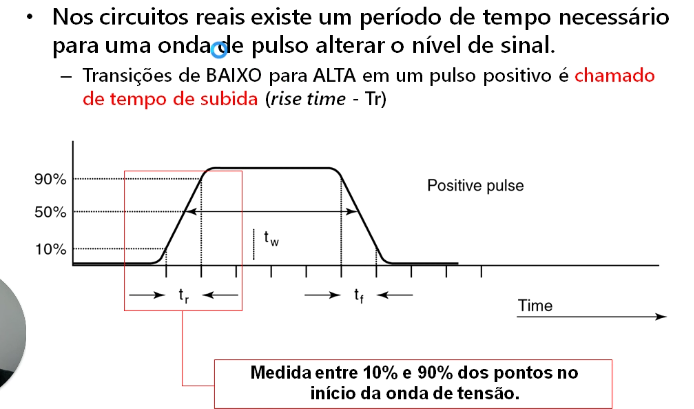 • Nos circuitos reais existe um período de tempo necessário
para uma onda de pulso alterar o nível de sinal.
– Transições de BAIXO para ALTA em um pulso positivo é chamado
de tempo de subida (rise time - Tr)
90%
Positive pulse
50%
tw
10%
tr
tf
Time
Medida entre 10% e 90% dos pontos no
início da onda de tensão.